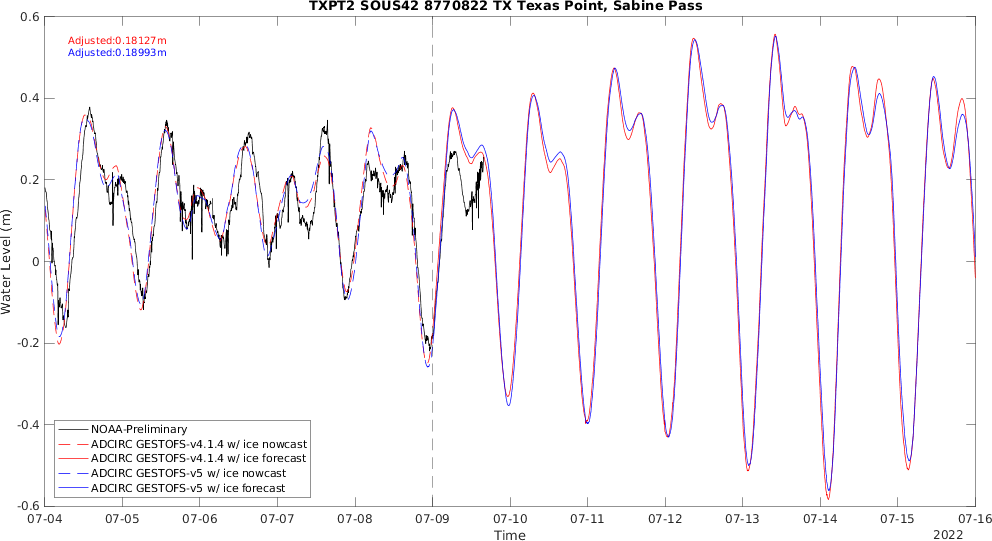 TXPT2 SOUS42 8770822 TX Texas Point, Sabine Pass
Adjusted:0.18127m
Adjusted:0.18993m
0.6
0.4
0.2
0
-0.2
-0.4
-0.6
Water Level (m)
NOAA-Preliminary
ADCIRC GESTOFS-v4.1.4 w/ ice nowcast
ADCIRC GESTOFS-v4.1.4 w/ ice forecast
ADCIRC GESTOFS-v5 w/ ice nowcast
ADCIRC GESTOFS-v5 w/ ice forecast
07-04 07-05 07-06 07-07 07-08 07-09 07-10 07-11 07-12 07-13 07-14 07-15 07-16
Time
2022